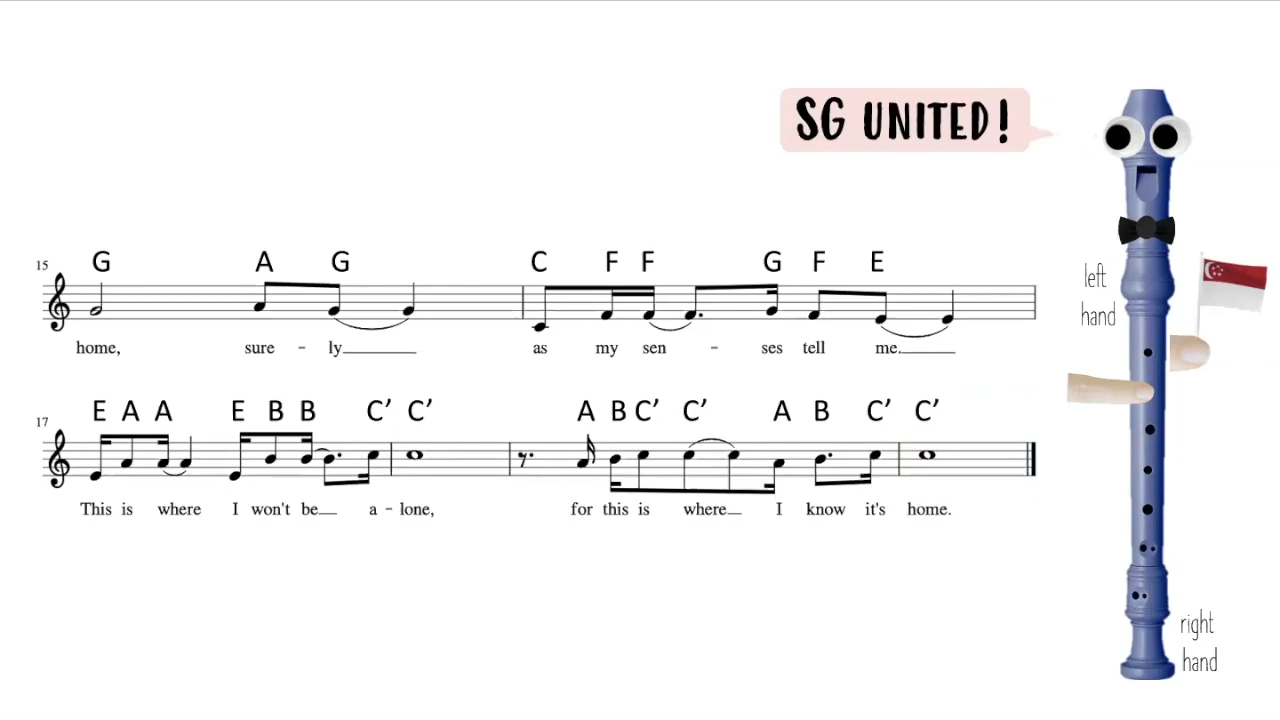 SG UNITED!
15
G A G C F F G F E
home, sure - ly as my sen - ses tell me.
left
hand
17
E A A E B B C’ C’ A B C’ C’ A B C’ C’
This is where I won't be a - lone, for this is where I know it's home.
right
hand